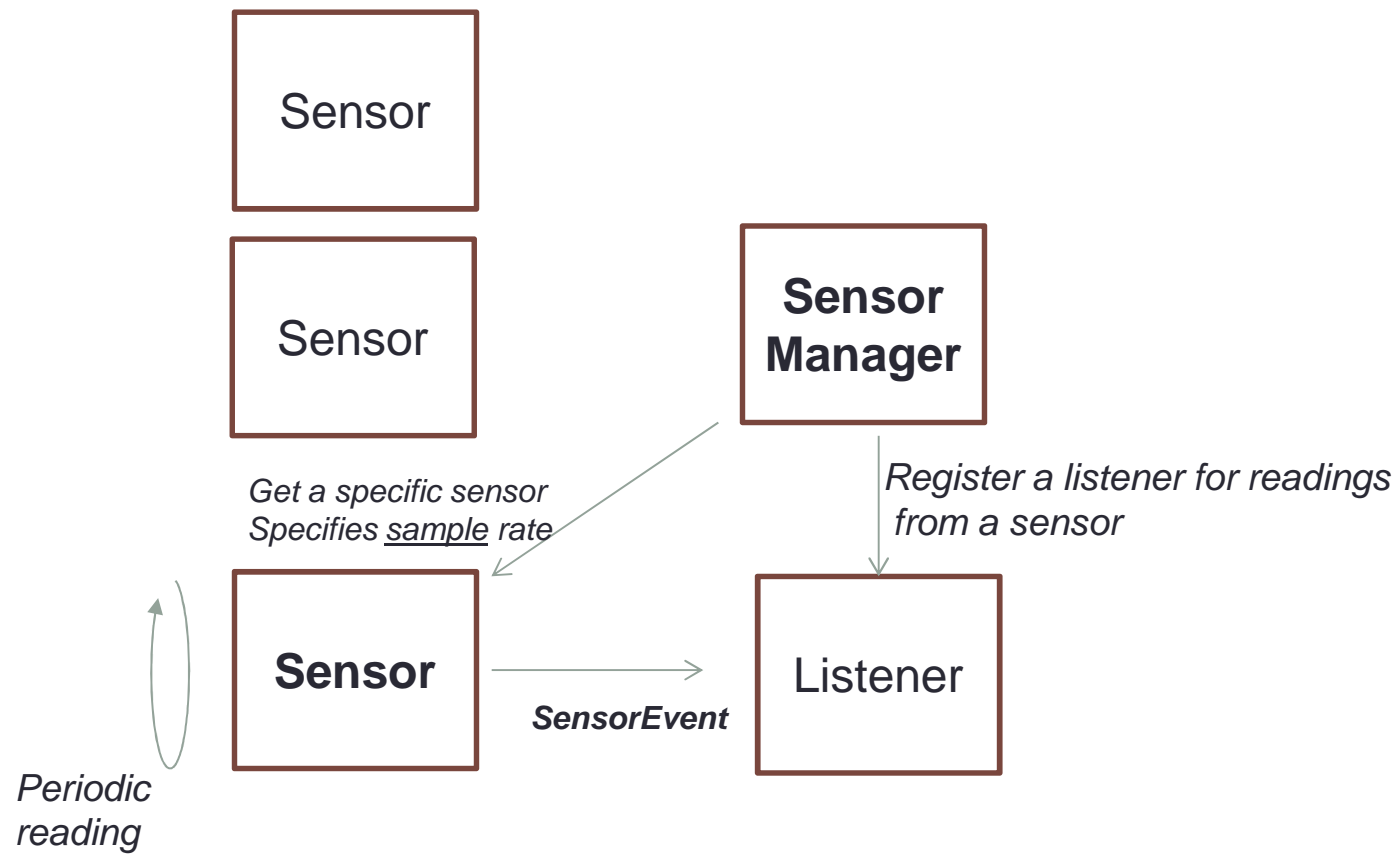 Sensor
Sensor
Sensor
Manager
Get a specific sensor
Specifies sample rate
Register a listener for readings
from a sensor
Sensor
SensorEvent
Listener
Periodic
reading